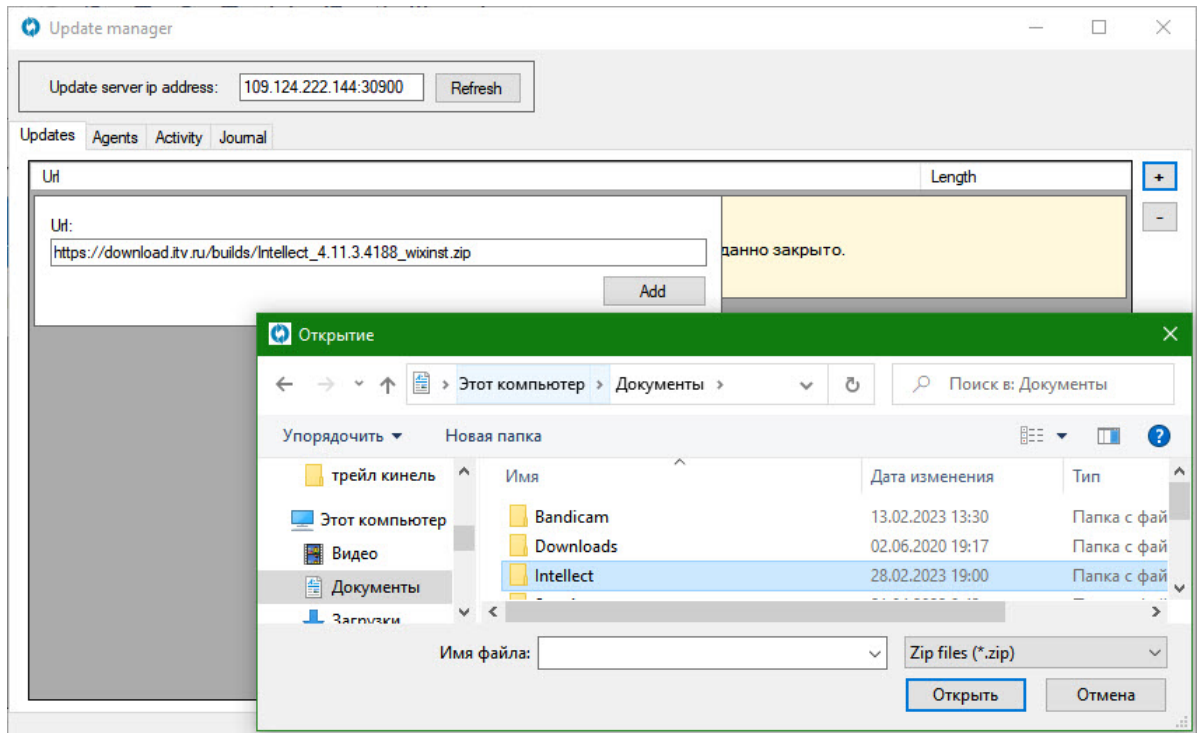 Update manager
Update server ip address: 109.124.222.144:30900 Refresh
Updates Agents Activity Journal
Url Length
+
-
Url:
https://download.itv.ru/builds/Intellect_4.11.3.4188_wixinst.zip
данно закрыто.
Add
Открытие
Этот компьютер > Документы >
Поиск в: Документы
Упорядочить Новая папка
?
трейл кинель
Имя Дата изменения Тип
Этот компьютер
Bandicam 13.02.2023 13:30 Папка с фай
Видео
Downloads 02.06.2020 19:17 Папка с фай
Документы
Intellect 28.02.2023 19:00 Папка с фай
Загрузки
Имя файла: Zip files (*.zip)
Открыть Отмена